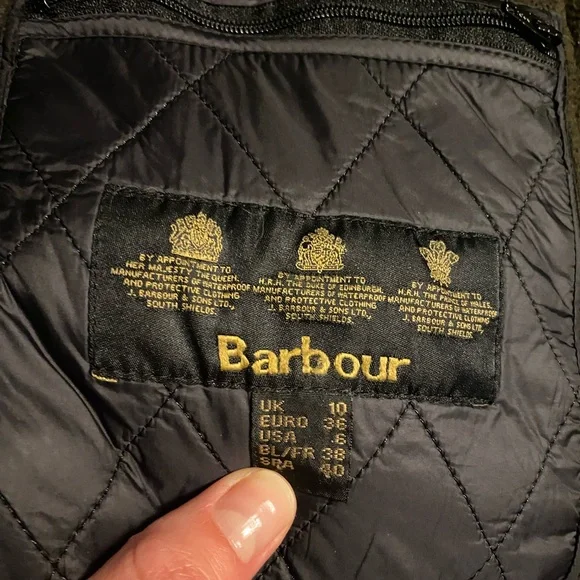 BY APPOINTMENT TO
HER MAJESTY THE QUEEN
MANUFACTURERS OF WATERPROOF
AND PROTECTIVE CLOTHING
J. BARBOUR & SONS LTD.,
SOUTH SHIELDS.
BY APPOINTMENT TO
H.R.H. THE DUKE OF EDINBURGH
MANUFACTURERS OF WATERPROOF
AND PROTECTIVE CLOTHING
J. BARBOUR & SONS LTD.,
SOUTH SHIELDS.
BY APPOINTMENT TO
H.R.H. THE PRINCE OF WALES
MANUFACTURERS OF WATERPROOF
AND PROTECTIVE CLOTHING
J. BARBOUR & SONS LTD.,
SOUTH SHIELDS
Barbour
UK 10
EURO 36
USA 6
BL/FR 38
GRA 40